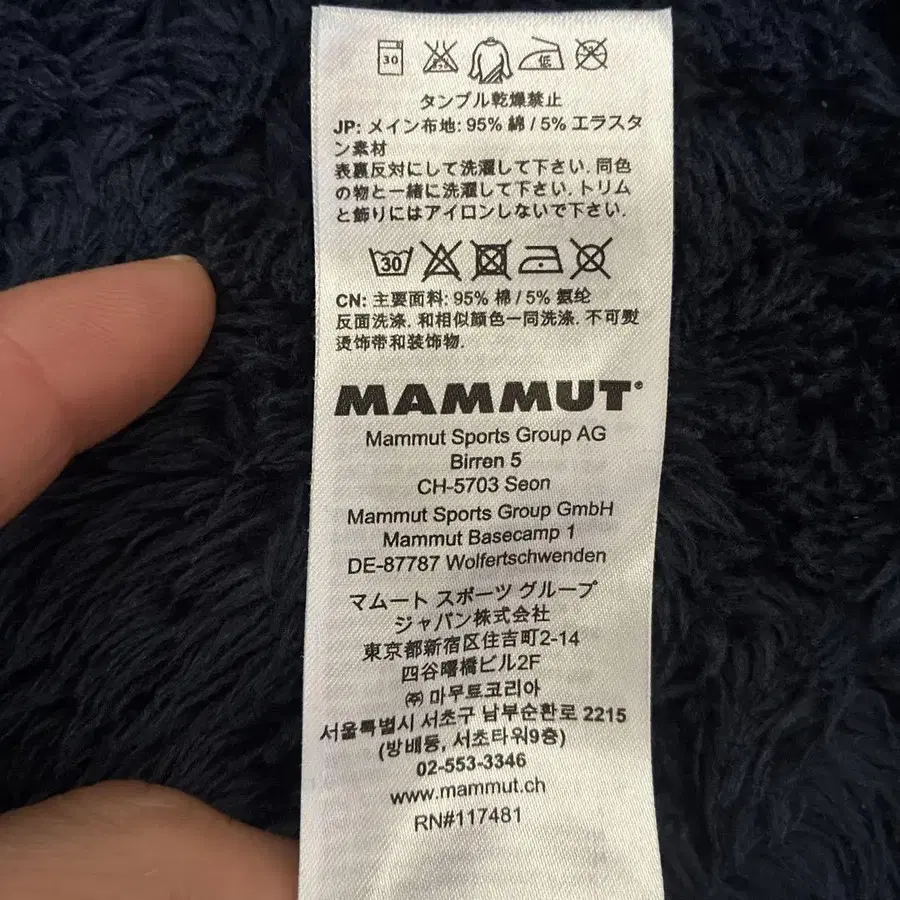 30 低
タンブル乾燥禁止
JP: メイン布地: 95% 綿 / 5% エラスタ
ン素材
表裏反対にして洗濯して下さい. 同色
の物と一緒に洗濯して下さい. トリム
と飾りにはアイロンしないで下さい.
30
CN: 主要面料: 95% 棉 / 5% 氨纶
反面洗涤. 和相似颜色一同洗涤. 不可熨
烫饰带和装饰物.
MAMMUT®
Mammut Sports Group AG
Birren 5
CH-5703 Seon
Mammut Sports Group GmbH
Mammut Basecamp 1
DE-87787 Wolfertschwenden
マムート スポーツ グループ
ジャパン株式会社
東京都新宿区住吉町2-14
四谷曙橋ビル2F
㈜ 마무트코리아
서울특별시 서초구 남부순환로 2215
(방배동, 서초타워9층)
02-553-3346
www.mammut.ch
RN#117481